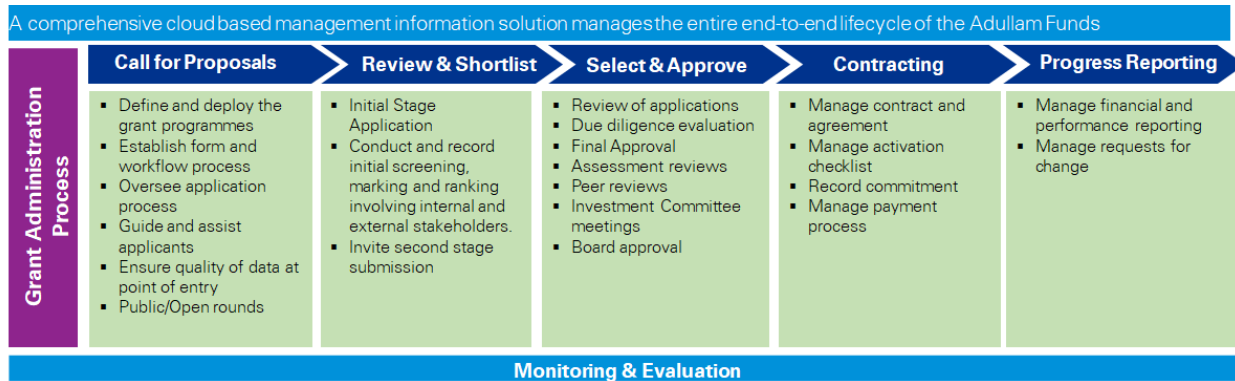 A comprehensive cloud based management information solution manages the entire end-to-end lifecycle of the Adullam Funds
Grant Administration
Process
Call for Proposals
▪ Define and deploy the
grant programmes
▪ Establish form and
workflow process
▪ Oversee application
process
▪ Guide and assist
applicants
▪ Ensure quality of data at
point of entry
▪ Public/Open rounds
Review & Shortlist
▪ Initial Stage
Application
▪ Conduct and record
initial screening,
marking and ranking
involving internal and
external stakeholders.
▪ Invite second stage
submission
Select & Approve
▪ Review of applications
▪ Due diligence evaluation
▪ Final Approval
▪ Assessment reviews
▪ Peer reviews
▪ Investment Committee
meetings
▪ Board approval
Contracting
▪ Manage contract and
agreement
▪ Manage activation
checklist
▪ Record commitment
▪ Manage payment
process
Progress Reporting
▪ Manage financial and
performance reporting
▪ Manage requests for
change
Monitoring & Evaluation